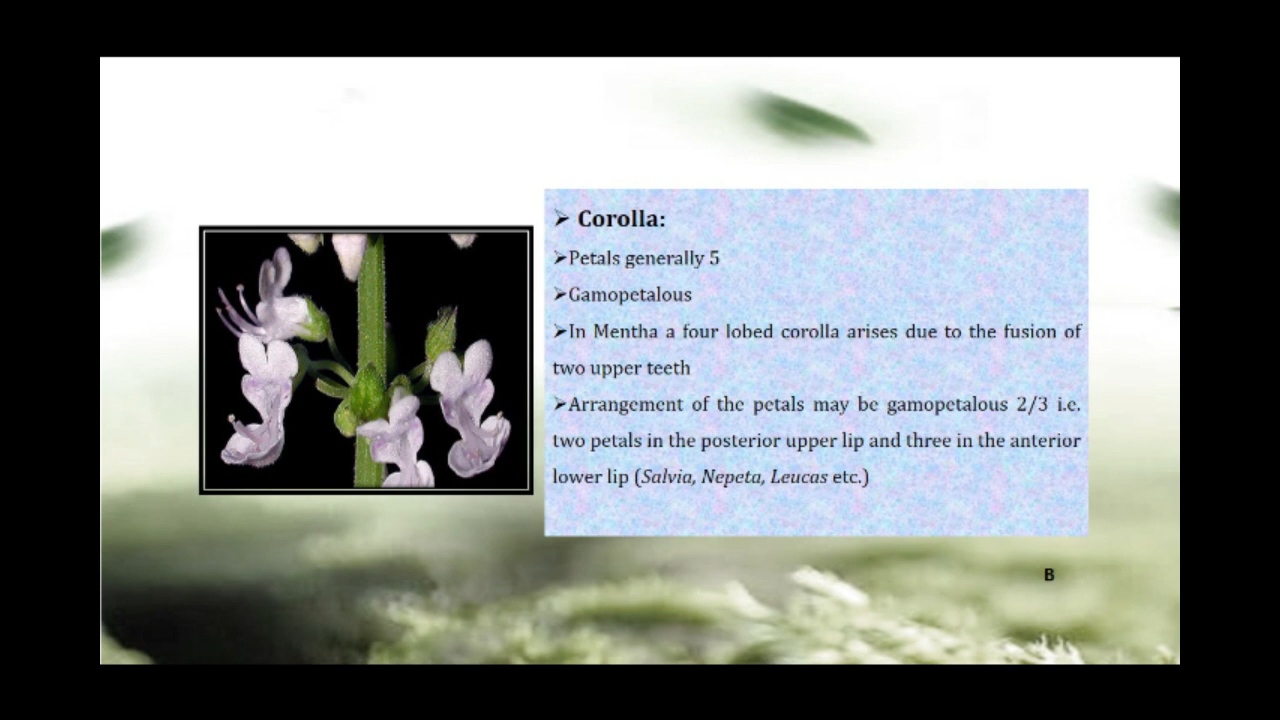 ➢ Corolla:
➢Petals generally 5
➢Gamopetalous
➢In Mentha a four lobed corolla arises due to the fusion of
two upper teeth
➢Arrangement of the petals may be gamopetalous 2/3 i.e.
two petals in the posterior upper lip and three in the anterior
lower lip (Salvia, Nepeta, Leucas etc.)
B